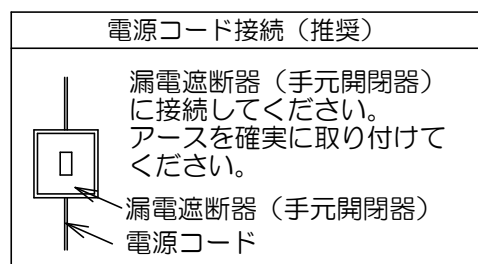 電源コード接続（推奨）
漏電遮断器（手元開閉器）
に接続してください。
アースを確実に取り付けて
ください。
漏電遮断器（手元開閉器）
電源コード